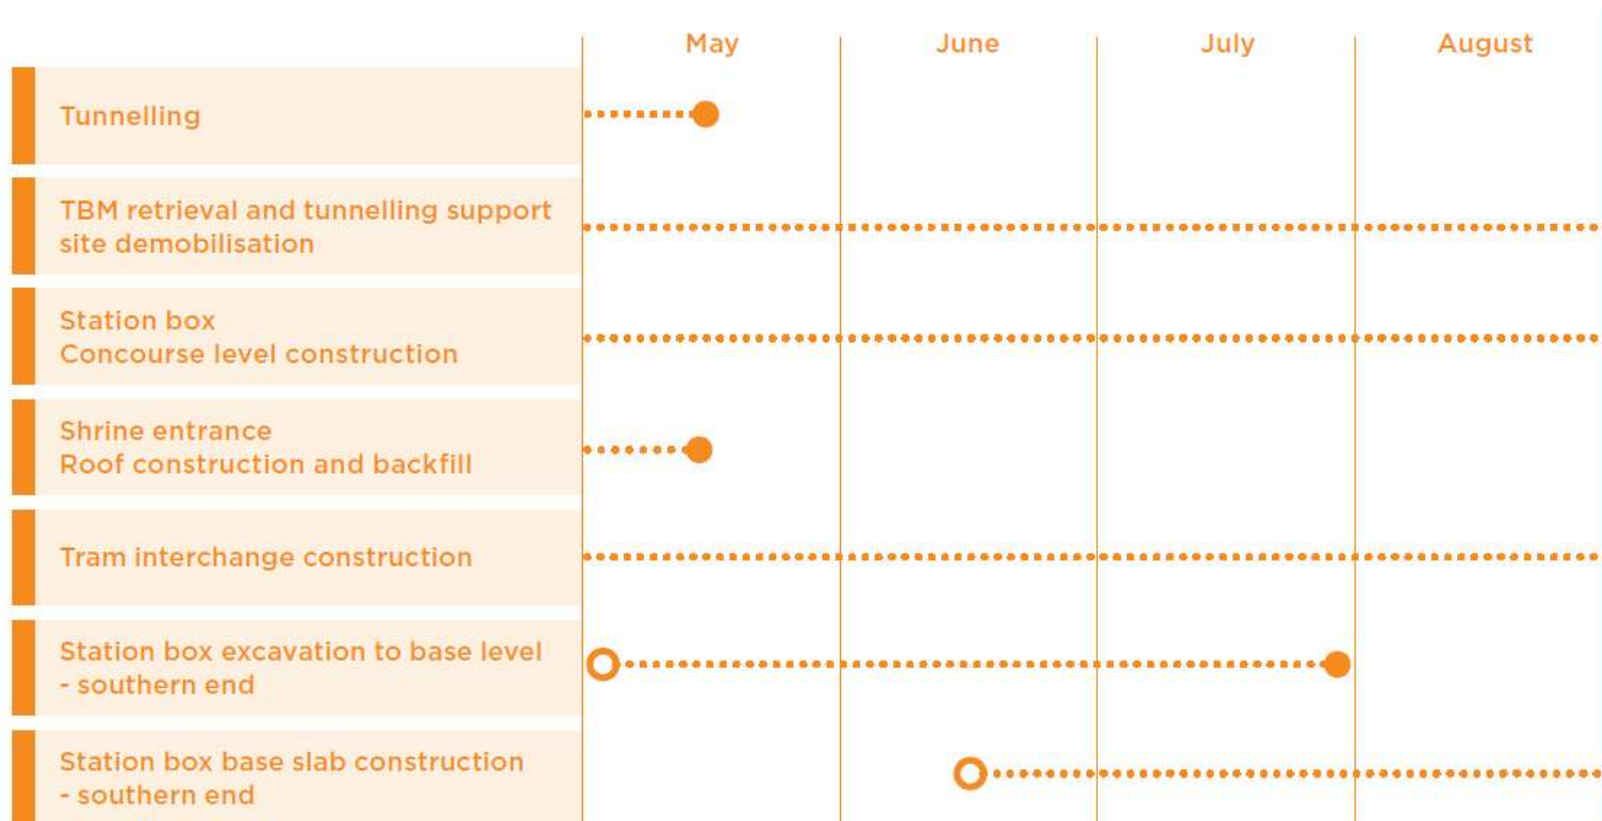 May June July August
Tunnelling
TBM retrieval and tunnelling support
site demobilisation
Station box
Concourse level construction
Shrine entrance
Roof construction and backfill
Tram interchange construction
Station box excavation to base level
- southern end
Station box base slab construction
- southern end